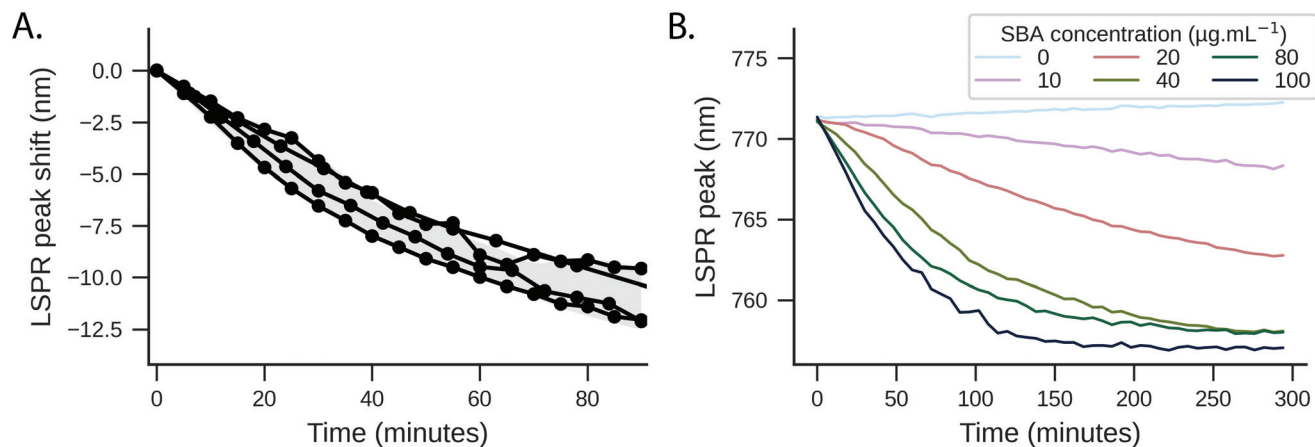 A.
LSPR peak shift (nm)
0.0
−2.5
−5.0
−7.5
−10.0
−12.5
0 20 40 60 80
Time (minutes)
B.
SBA concentration (µg.mL⁻¹)
0 20 80
10 40 100
LSPR peak (nm)
775
770
765
760
0 50 100 150 200 250 300
Time (minutes)